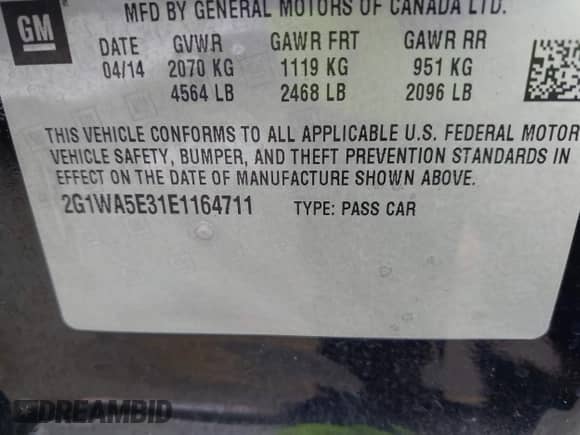 MFD BY GENERAL MOTORS OF CANADA LTD.
GM
DATE GVWR GAWR FRT GAWR RR
04/14 2070 KG 1119 KG 951 KG
4564 LB 2468 LB 2096 LB
THIS VEHICLE CONFORMS TO ALL APPLICABLE U.S. FEDERAL MOTOR
VEHICLE SAFETY, BUMPER, AND THEFT PREVENTION STANDARDS IN
EFFECT ON THE DATE OF MANUFACTURE SHOWN ABOVE.
2G1WA5E31E1164711 TYPE: PASS CAR
DREAMBID